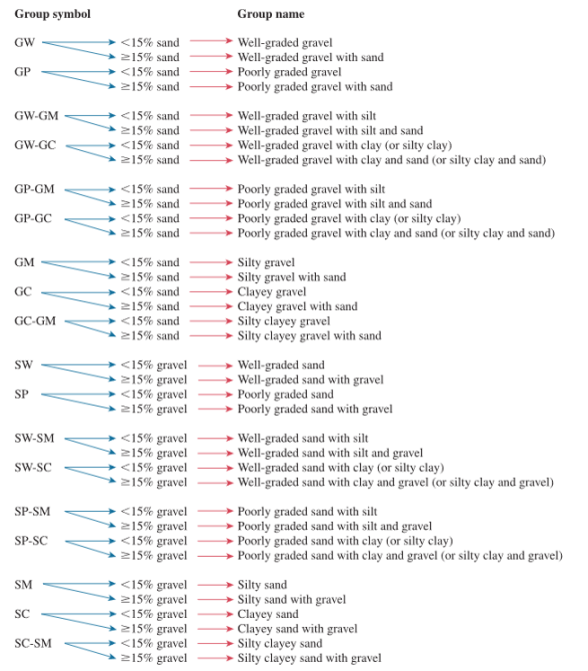 Group symbol Group name
GW <15% sand Well-graded gravel
≥15% sand Well-graded gravel with sand
GP <15% sand Poorly graded gravel
≥15% sand Poorly graded gravel with sand
GW-GM <15% sand Well-graded gravel with silt
≥15% sand Well-graded gravel with silt and sand
GW-GC <15% sand Well-graded gravel with clay (or silty clay)
≥15% sand Well-graded gravel with clay and sand (or silty clay and sand)
GP-GM <15% sand Poorly graded gravel with silt
≥15% sand Poorly graded gravel with silt and sand
GP-GC <15% sand Poorly graded gravel with clay (or silty clay)
≥15% sand Poorly graded gravel with clay and sand (or silty clay and sand)
GM <15% sand Silty gravel
≥15% sand Silty gravel with sand
GC <15% sand Clayey gravel
≥15% sand Clayey gravel with sand
GC-GM <15% sand Silty clayey gravel
≥15% sand Silty clayey gravel with sand
SW <15% gravel Well-graded sand
≥15% gravel Well-graded sand with gravel
SP <15% gravel Poorly graded sand
≥15% gravel Poorly graded sand with gravel
SW-SM <15% gravel Well-graded sand with silt
≥15% gravel Well-graded sand with silt and gravel
SW-SC <15% gravel Well-graded sand with clay (or silty clay)
≥15% gravel Well-graded sand with clay and gravel (or silty clay and gravel)
SP-SM <15% gravel Poorly graded sand with silt
≥15% gravel Poorly graded sand with silt and gravel
SP-SC <15% gravel Poorly graded sand with clay (or silty clay)
≥15% gravel Poorly graded sand with clay and gravel (or silty clay and gravel)
SM <15% gravel Silty sand
≥15% gravel Silty sand with gravel
SC <15% gravel Clayey sand
≥15% gravel Clayey sand with gravel
SC-SM <15% gravel Silty clayey sand
≥15% gravel Silty clayey sand with gravel